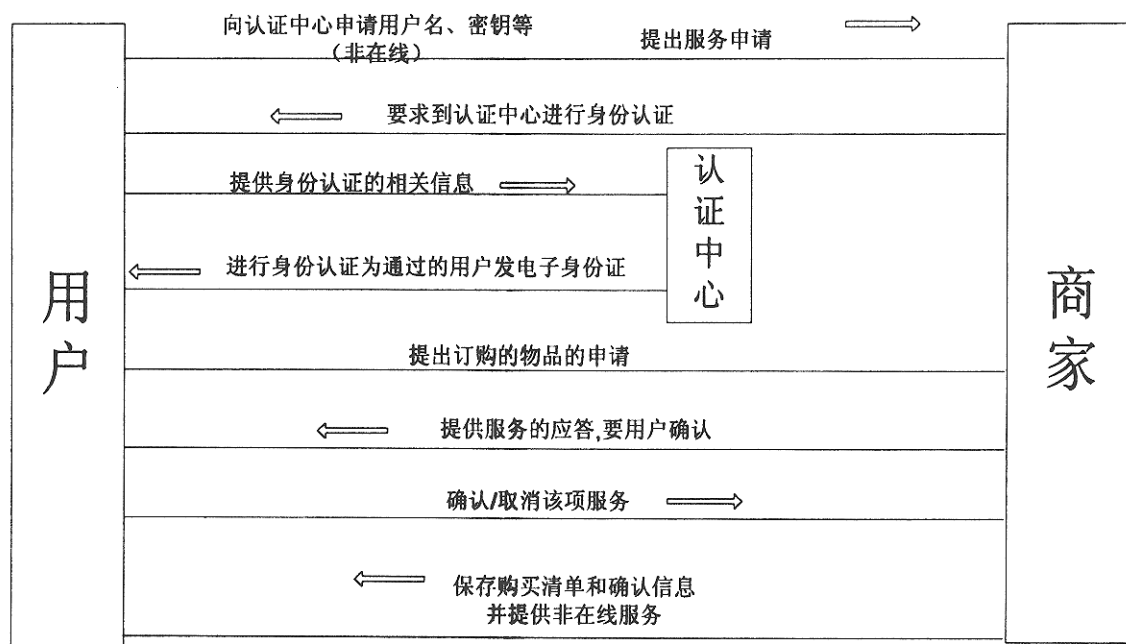 向认证中心申请用户名、密钥等
（非在线）
提出服务申请
要求到认证中心进行身份认证
提供身份认证的相关信息
认证中心
进行身份认证为通过的用户发电子身份证
用户
商家
提出订购的物品的申请
提供服务的应答,要用户确认
确认/取消该项服务
保存购买清单和确认信息
并提供非在线服务